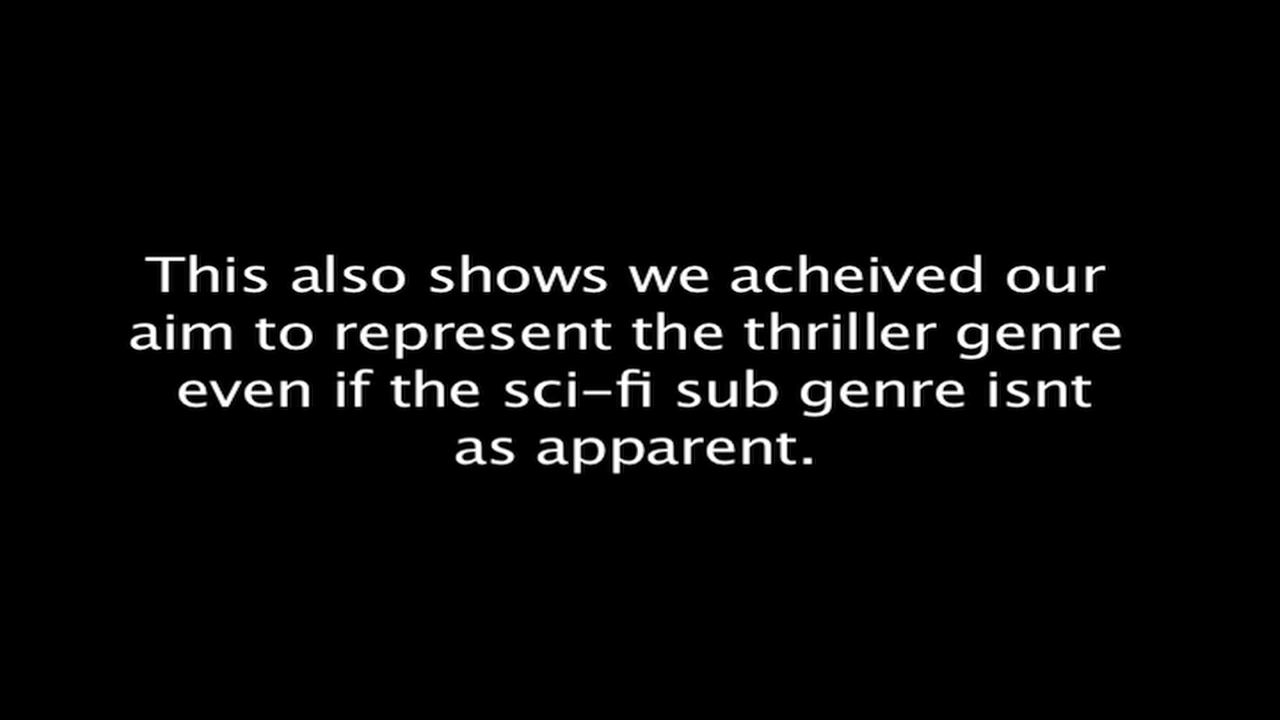 This also shows we acheived our
aim to represent the thriller genre
even if the sci-fi sub genre isnt
as apparent.